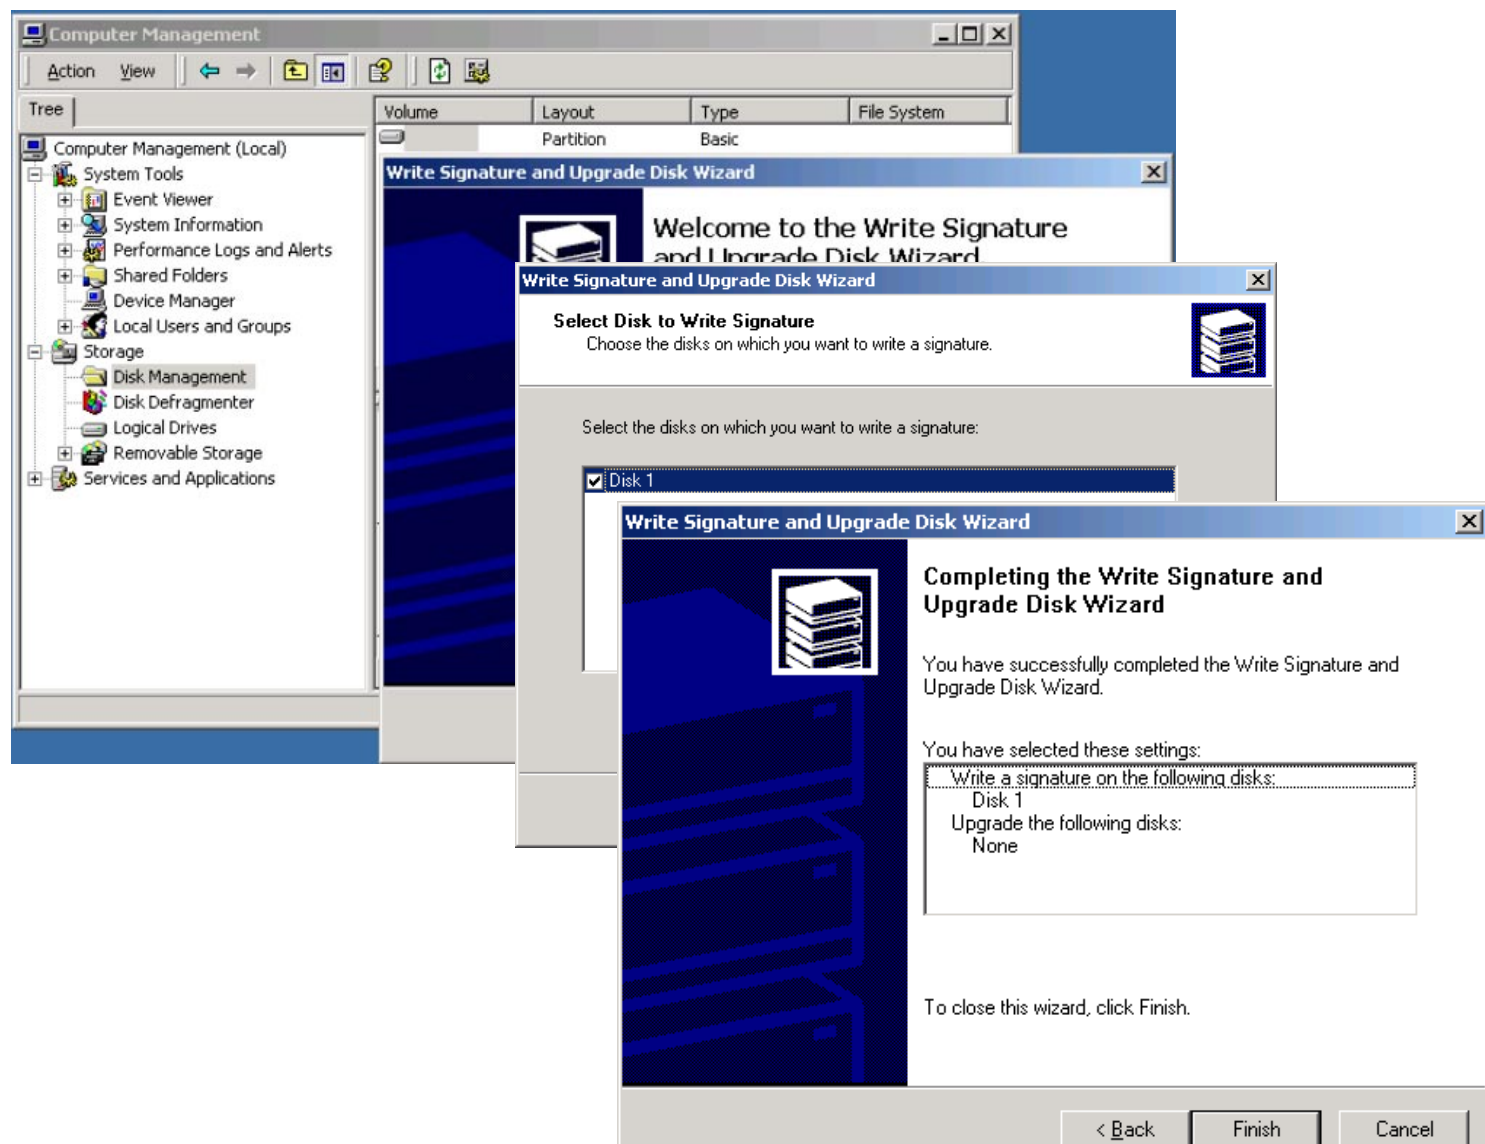 Computer Management
Action View
Tree
Volume Layout Type File System
Partition Basic
Computer Management (Local)
System Tools
Event Viewer
System Information
Performance Logs and Alerts
Shared Folders
Device Manager
Local Users and Groups
Storage
Disk Management
Disk Defragmenter
Logical Drives
Removable Storage
Services and Applications
Write Signature and Upgrade Disk Wizard
Welcome to the Write Signature
and Upgrade Disk Wizard
Write Signature and Upgrade Disk Wizard
Select Disk to Write Signature
Choose the disks on which you want to write a signature.
Select the disks on which you want to write a signature:
Disk 1
Write Signature and Upgrade Disk Wizard
Completing the Write Signature and
Upgrade Disk Wizard
You have successfully completed the Write Signature and
Upgrade Disk Wizard.
You have selected these settings:
Write a signature on the following disks:
Disk 1
Upgrade the following disks:
None
To close this wizard, click Finish.
< Back Finish Cancel